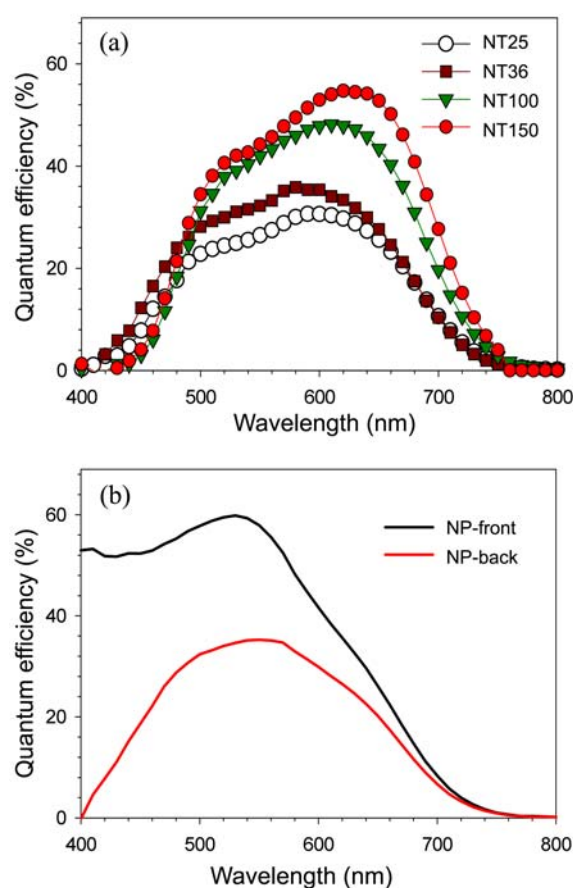 (a)
NT25
NT36
NT100
NT150
Quantum efficiency (%)
60
40
20
0
400 500 600 700 800
Wavelength (nm)
(b)
NP-front
NP-back
Quantum efficiency (%)
60
40
20
0
400 500 600 700 800
Wavelength (nm)